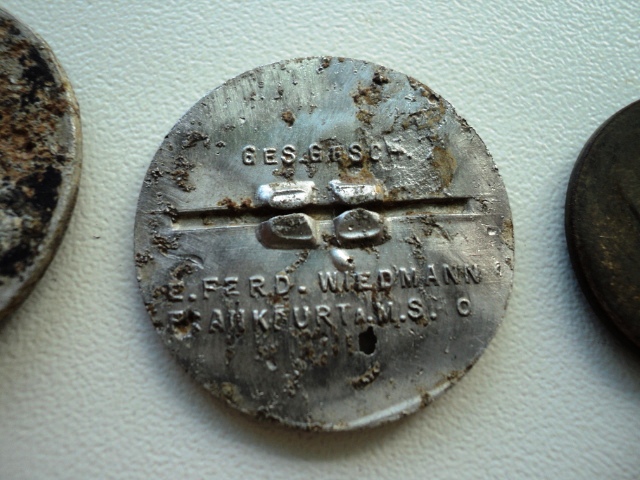 GES.GESCH.
E.FERD. WIEDMANN
FRANKFURT A.M.S. O